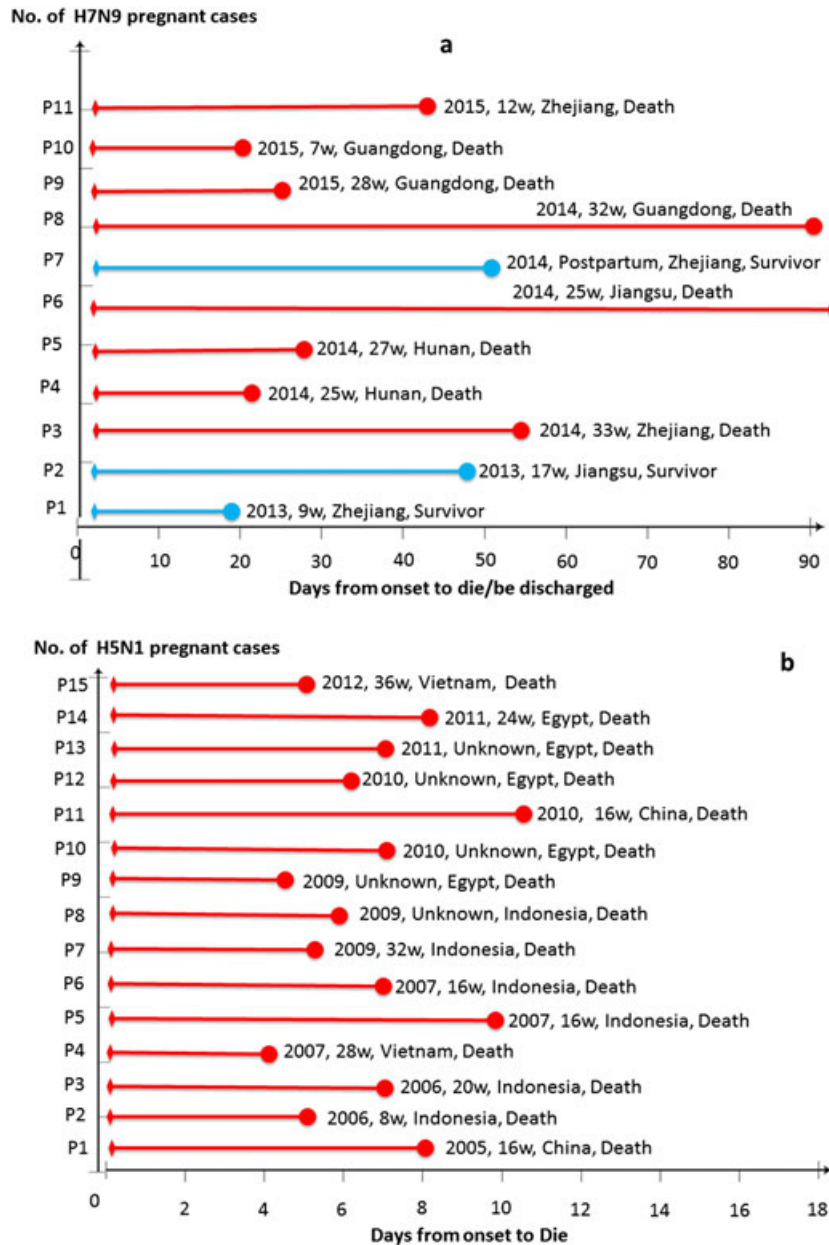 No. of H7N9 pregnant cases
a
P11
2015, 12w, Zhejiang, Death
P10
2015, 7w, Guangdong, Death
P9
2015, 28w, Guangdong, Death
2014, 32w, Guangdong, Death
P8
P7
2014, Postpartum, Zhejiang, Survivor
2014, 25w, Jiangsu, Death
P6
P5
2014, 27w, Hunan, Death
P4
2014, 25w, Hunan, Death
P3
2014, 33w, Zhejiang, Death
P2
2013, 17w, Jiangsu, Survivor
P1
2013, 9w, Zhejiang, Survivor
0 10 20 30 40 50 60 70 80 90
Days from onset to die/be discharged
No. of H5N1 pregnant cases
b
P15
2012, 36w, Vietnam, Death
P14
2011, 24w, Egypt, Death
P13
2011, Unknown, Egypt, Death
P12
2010, Unknown, Egypt, Death
P11
2010, 16w, China, Death
P10
2010, Unknown, Egypt, Death
P9
2009, Unknown, Egypt, Death
P8
2009, Unknown, Indonesia, Death
P7
2009, 32w, Indonesia, Death
P6
2007, 16w, Indonesia, Death
P5
2007, 16w, Indonesia, Death
P4
2007, 28w, Vietnam, Death
P3
2006, 20w, Indonesia, Death
P2
2006, 8w, Indonesia, Death
P1
2005, 16w, China, Death
0 2 4 6 8 10 12 14 16 18
Days from onset to Die